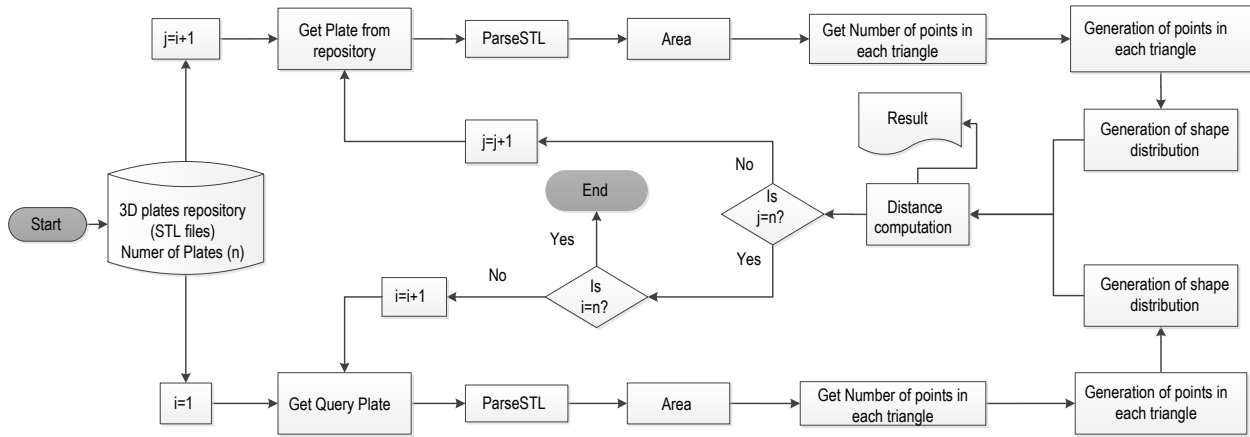 j=i+1
Get Plate from
repository
ParseSTL
Area
Get Number of points in
each triangle
Generation of points in
each triangle
Result
Generation of shape
distribution
j=j+1
No
End
Is
j=n?
Distance
computation
Start
3D plates repository
(STL files)
Numer of Plates (n)
Yes
Yes
No
i=i+1
Is
i=n?
Generation of shape
distribution
i=1
Get Query Plate
ParseSTL
Area
Get Number of points in
each triangle
Generation of points in
each triangle